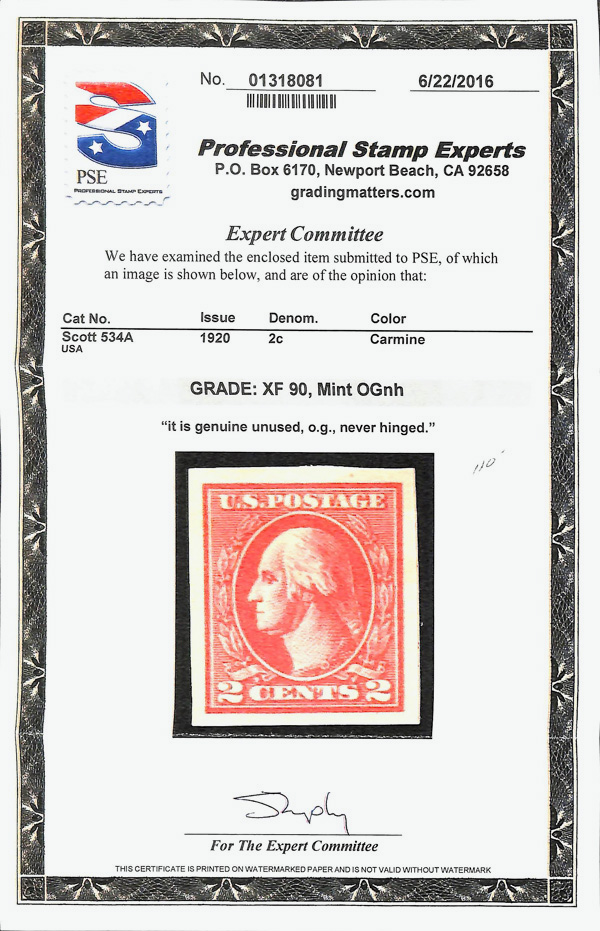 No. 01318081 6/22/2016
PSE
PROFESSIONAL STAMP EXPERTS
Professional Stamp Experts
P.O. Box 6170, Newport Beach, CA 92658
gradingmatters.com
Expert Committee
We have examined the enclosed item submitted to PSE, of which
an image is shown below, and are of the opinion that:
Cat No. Issue Denom. Color
Scott 534A 1920 2c Carmine
USA
GRADE: XF 90, Mint OGnh
“it is genuine unused, o.g., never hinged.”
U.S. POSTAGE
2 CENTS 2
For The Expert Committee
THIS CERTIFICATE IS PRINTED ON WATERMARKED PAPER AND IS NOT VALID WITHOUT WATERMARK